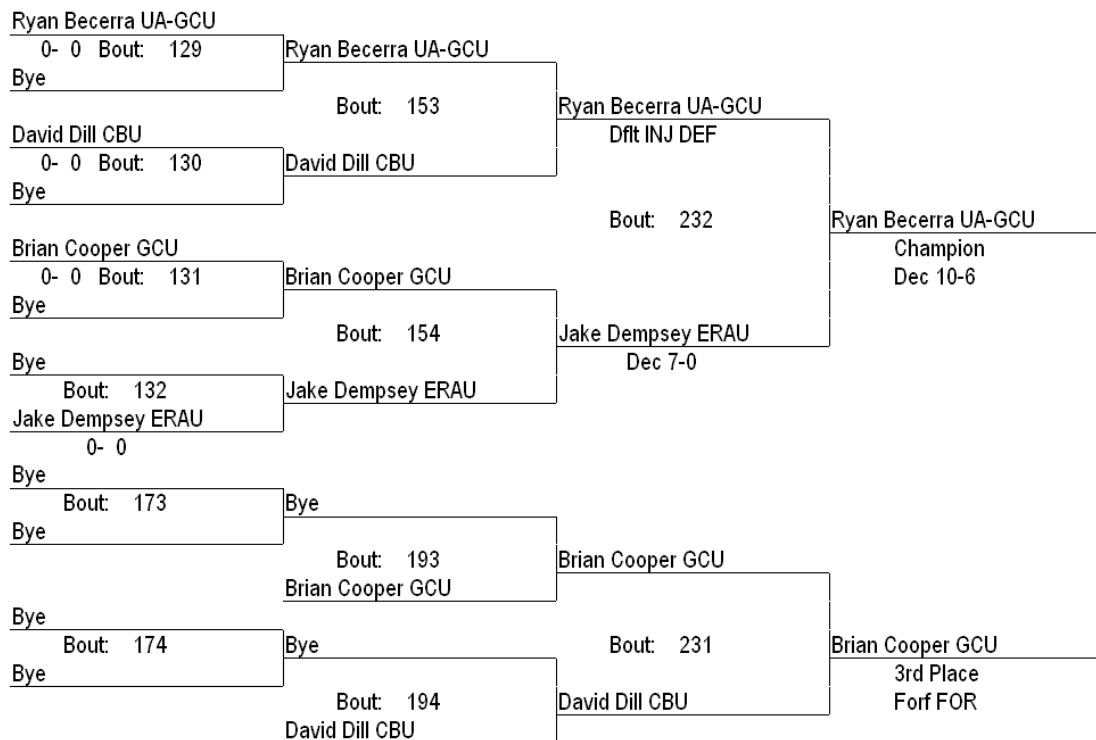 Ryan Becerra UA-GCU
0- 0 Bout: 129
Bye
Ryan Becerra UA-GCU
Bout: 153
David Dill CBU
0- 0 Bout: 130
Bye
David Dill CBU
Ryan Becerra UA-GCU
Dflt INJ DEF
Bout: 232
Brian Cooper GCU
0- 0 Bout: 131
Bye
Brian Cooper GCU
Bout: 154
Bye
Bout: 132
Jake Dempsey ERAU
0- 0
Jake Dempsey ERAU
Jake Dempsey ERAU
Dec 7-0
Ryan Becerra UA-GCU
Champion
Dec 10-6
Bye
Bout: 173
Bye
Bye
Bout: 193
Brian Cooper GCU
Brian Cooper GCU
Bout: 231
Bye
Bout: 174
Bye
Bye
Bout: 194
David Dill CBU
David Dill CBU
Brian Cooper GCU
3rd Place
Forf FOR